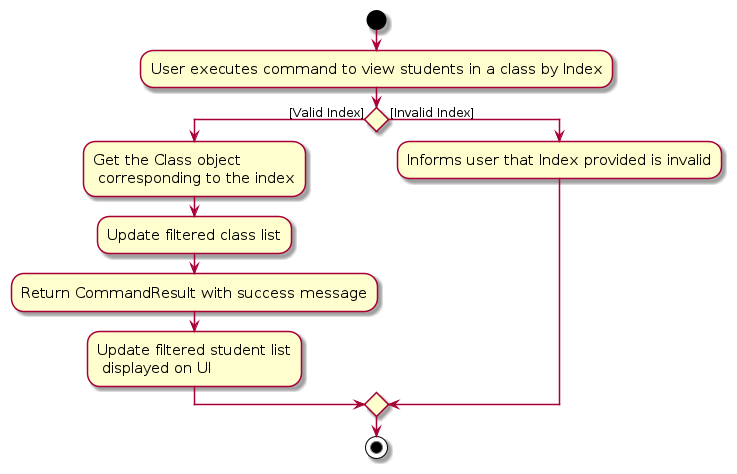 User executes command to view students in a class by Index
[Valid Index]
[Invalid Index]
Get the Class object
corresponding to the index
Informs user that Index provided is invalid
Update filtered class list
Return CommandResult with success message
Update filtered student list
displayed on UI